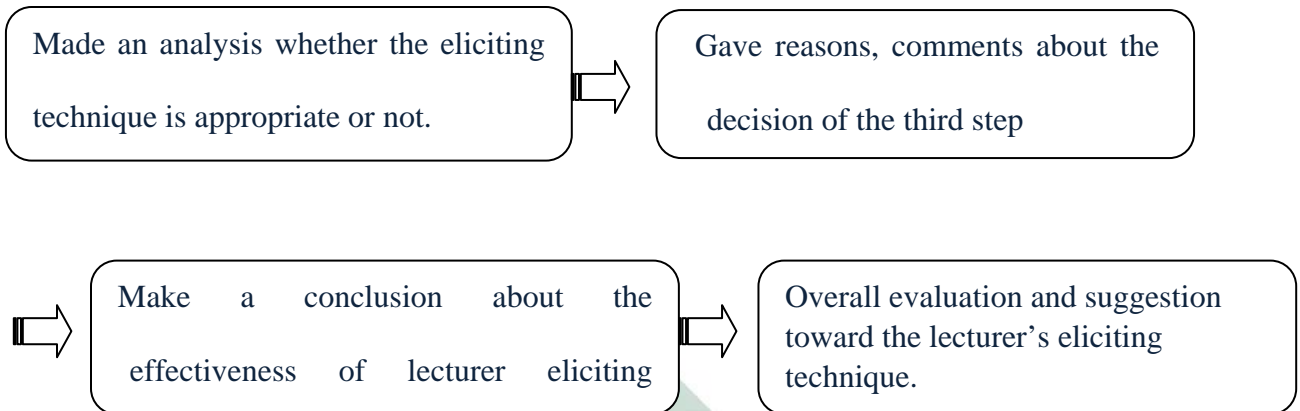 Made an analysis whether the eliciting
technique is appropriate or not.
Gave reasons, comments about the
decision of the third step
Make a conclusion about the
effectiveness of lecturer eliciting
Overall evaluation and suggestion
toward the lecturer’s eliciting
technique.